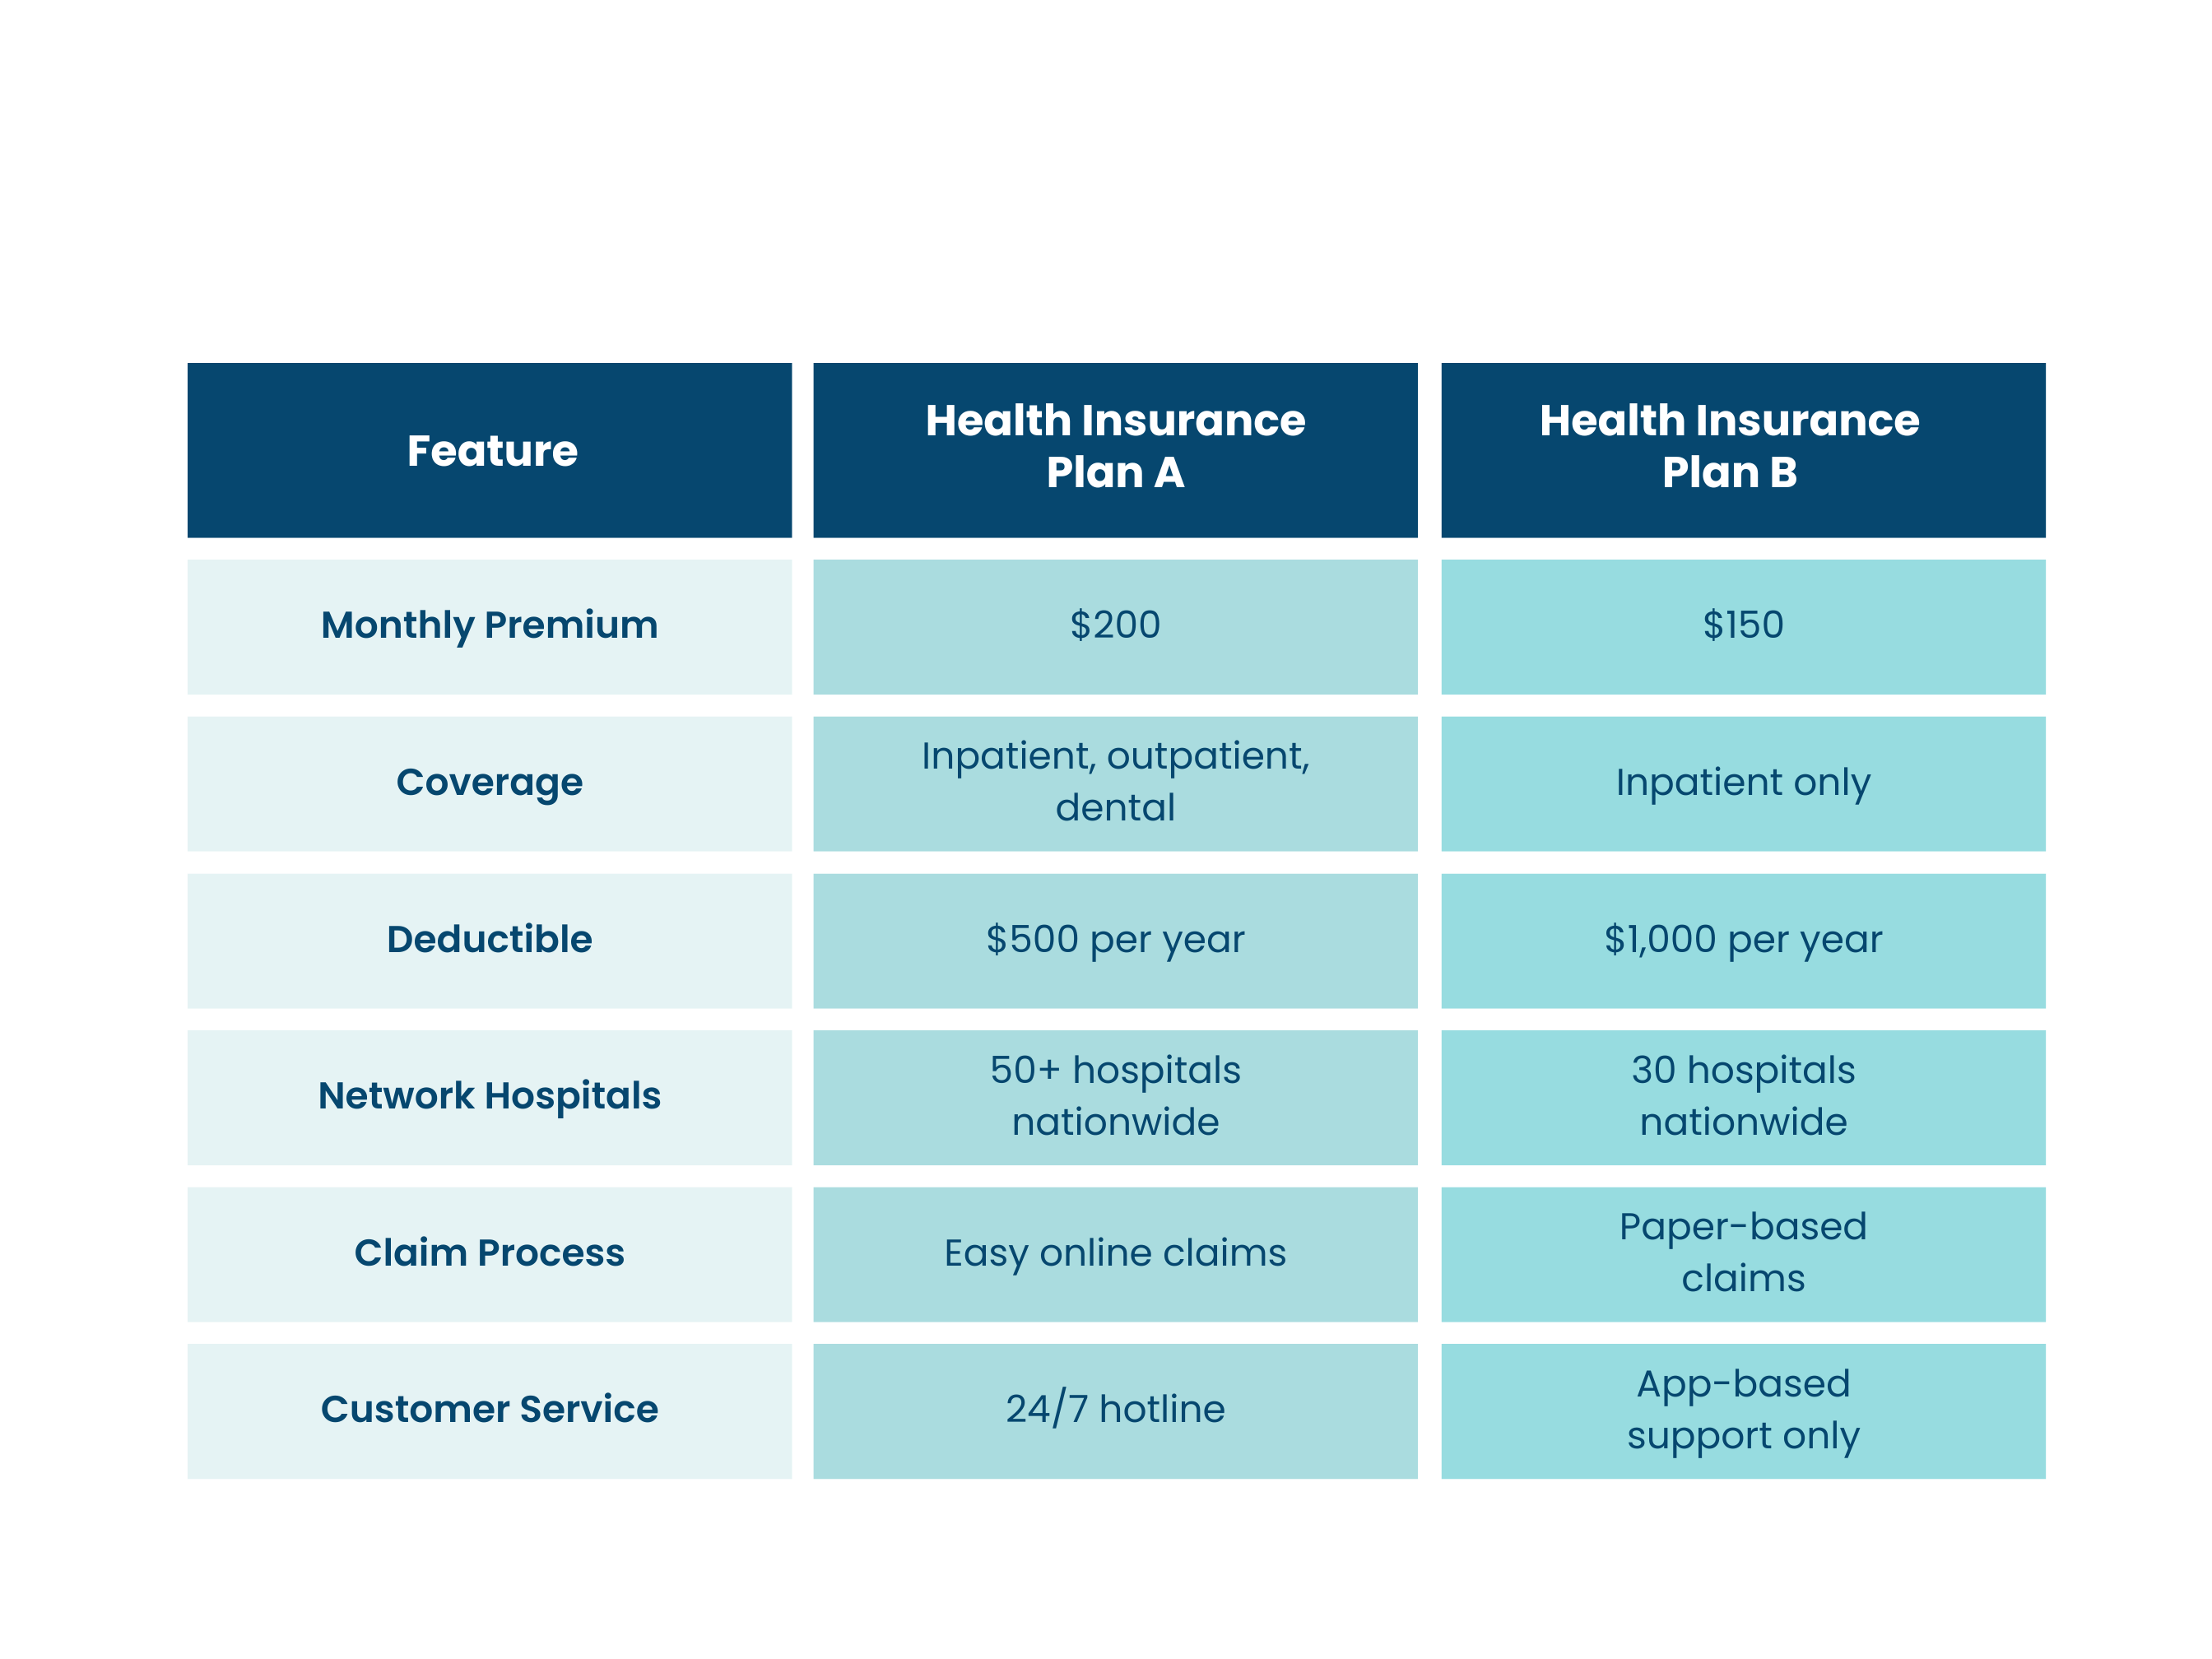 Feature
Health Insurance
Plan A
Health Insurance
Plan B
Monthly Premium
$200
$150
Coverage
Inpatient, outpatient,
dental
Inpatient only
Deductible
$500 per year
$1,000 per year
Network Hospitals
50+ hospitals
nationwide
30 hospitals
nationwide
Claim Processes
Easy online claims
Paper-based
claims
Customer Service
24/7 hotline
App-based
support only